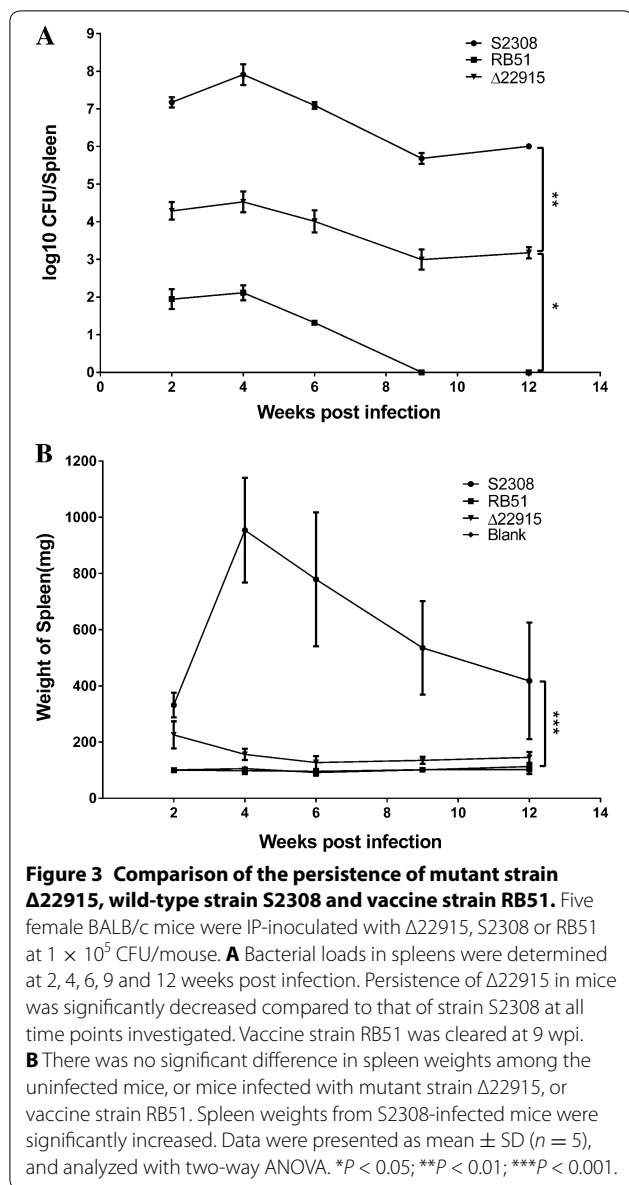 A
S2308
RB51
Δ22915
9
8
7
6
5
4
3
2
1
0
log10 CFU/Spleen
**
*
0 2 4 6 8 10 12 14
Weeks post infection
B
S2308
RB51
Δ22915
Blank
1200
1000
800
600
400
200
0
Weight of Spleen(mg)
***
2 4 6 8 10 12 14
Weeks post infection
Figure 3 Comparison of the persistence of mutant strain
Δ22915, wild-type strain S2308 and vaccine strain RB51. Five
female BALB/c mice were IP-inoculated with Δ22915, S2308 or RB51
at 1 × 10⁵ CFU/mouse. A Bacterial loads in spleens were determined
at 2, 4, 6, 9 and 12 weeks post infection. Persistence of Δ22915 in mice
was significantly decreased compared to that of strain S2308 at all
time points investigated. Vaccine strain RB51 was cleared at 9 wpi.
B There was no significant difference in spleen weights among the
uninfected mice, or mice infected with mutant strain Δ22915, or
vaccine strain RB51. Spleen weights from S2308-infected mice were
significantly increased. Data were presented as mean ± SD (n = 5),
and analyzed with two-way ANOVA. *P < 0.05; **P < 0.01; ***P < 0.001.